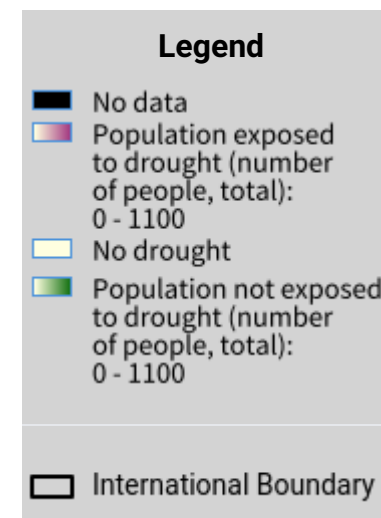 Legend
No data
Population exposed
to drought (number
of people, total):
0 - 1100
No drought
Population not exposed
to drought (number
of people, total):
0 - 1100
International Boundary